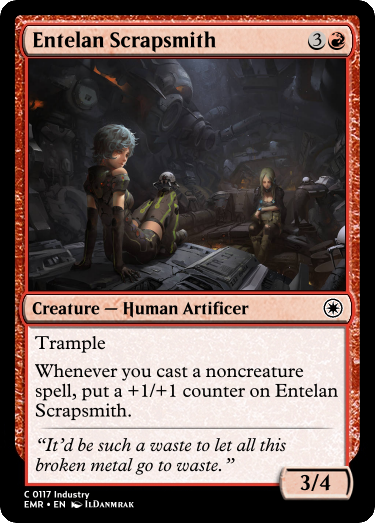 Entelan Scrapsmith 3
Creature — Human Artificer
Trample
Whenever you cast a noncreature
spell, put a +1/+1 counter on Entelan
Scrapsmith.
“It’d be such a waste to let all this
broken metal go to waste.”
3/4
C 0117 Industry
EMR • EN IlDanmrak